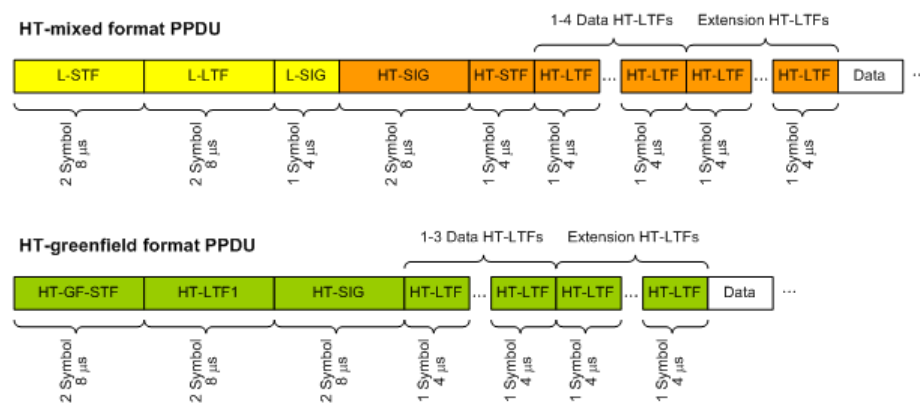 HT-mixed format PPDU
1-4 Data HT-LTFs Extension HT-LTFs
L-STF L-LTF L-SIG HT-SIG HT-STF HT-LTF ... HT-LTF HT-LTF ... HT-LTF Data ...
2 Symbol 2 Symbol 1 Symbol 2 Symbol 1 Symbol 1 Symbol 1 Symbol 1 Symbol 1 Symbol
8 µs 8 µs 4 µs 8 µs 4 µs 4 µs 4 µs 4 µs 4 µs
HT-greenfield format PPDU
1-3 Data HT-LTFs Extension HT-LTFs
HT-GF-STF HT-LTF1 HT-SIG HT-LTF ... HT-LTF HT-LTF ... HT-LTF Data ...
2 Symbol 2 Symbol 2 Symbol 1 Symbol 1 Symbol 1 Symbol 1 Symbol
8 µs 8 µs 8 µs 4 µs 4 µs 4 µs 4 µs